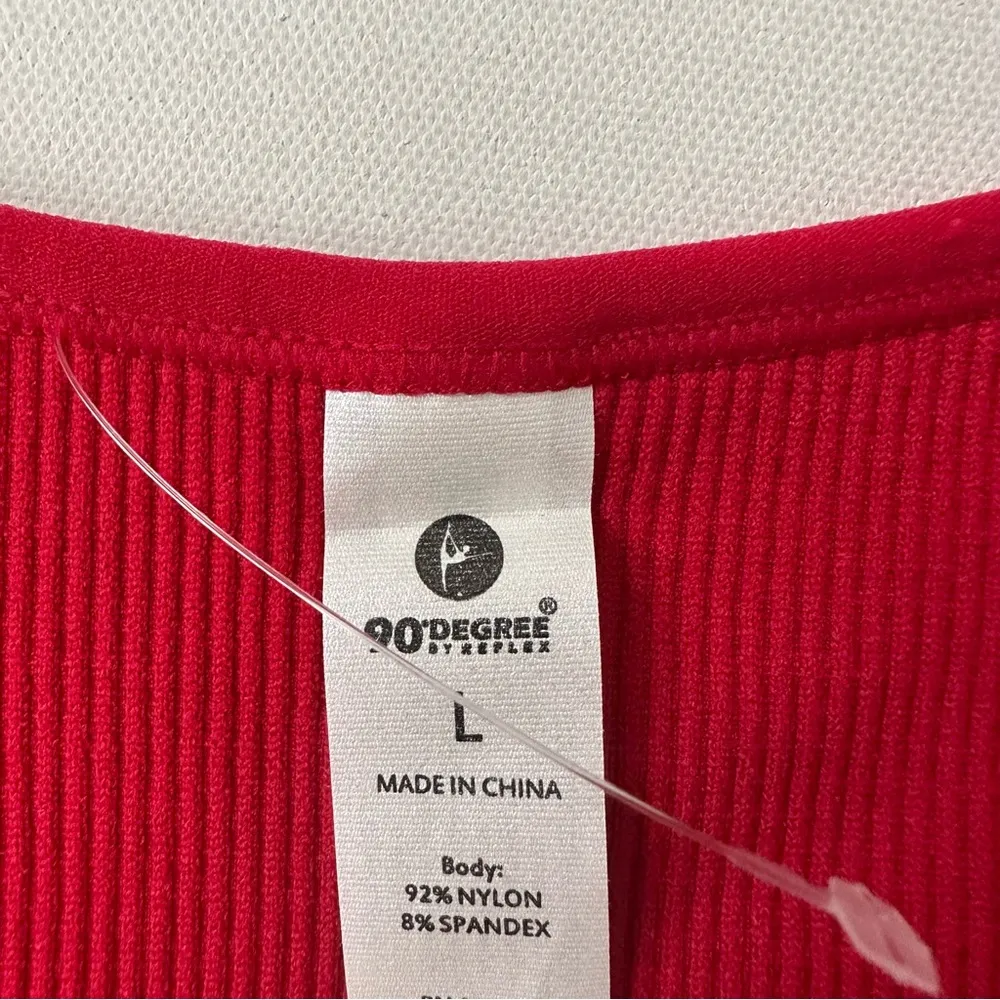 90°DEGREE®
BY REFLEX
L
MADE IN CHINA
Body:
92% NYLON
8% SPANDEX